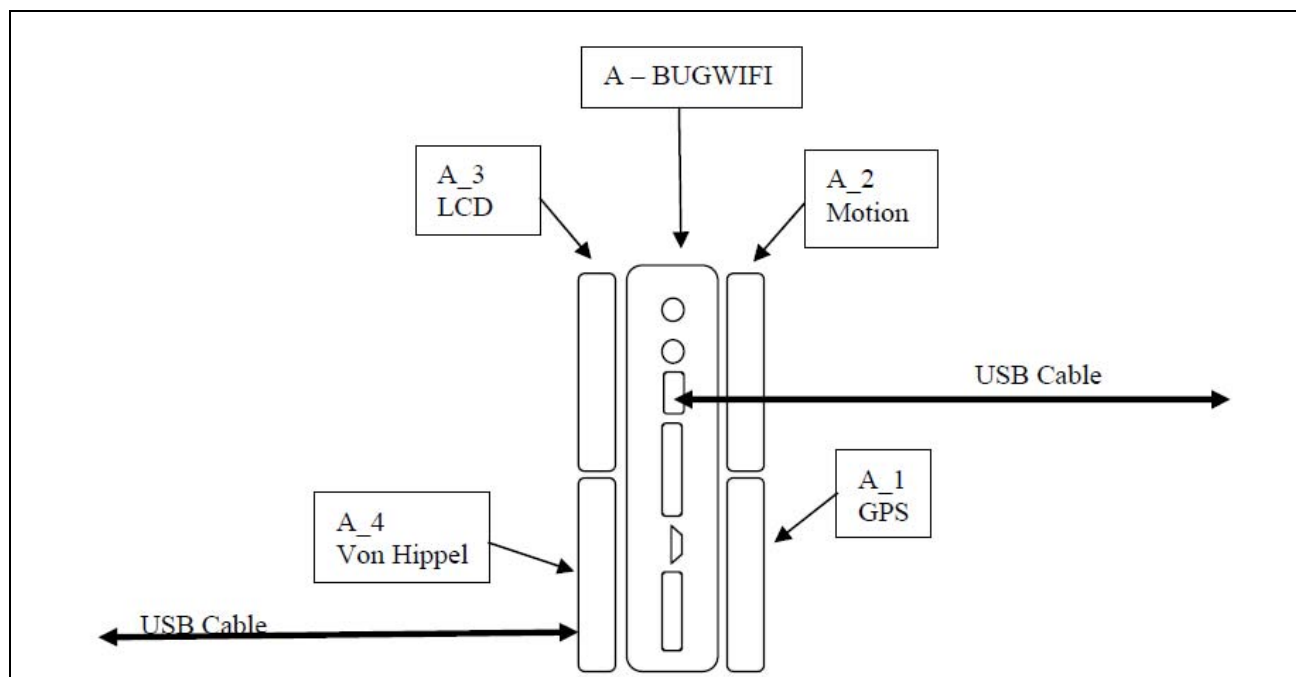 A – BUGWIFI
A_3
LCD
A_2
Motion
USB Cable
A_1
GPS
A_4
Von Hippel
USB Cable